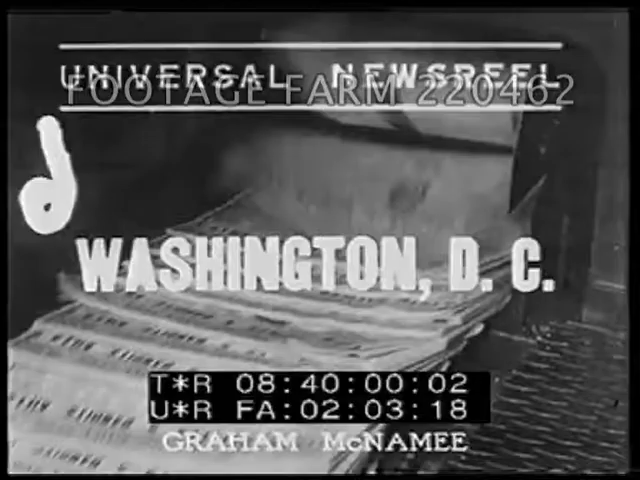 UNIVERSAL NEWSREEL
FOOTAGE FARM 220462
d
WASHINGTON, D. C.
T*R 08:40:00:02
U*R FA:02:03:18
GRAHAM McNAMEE